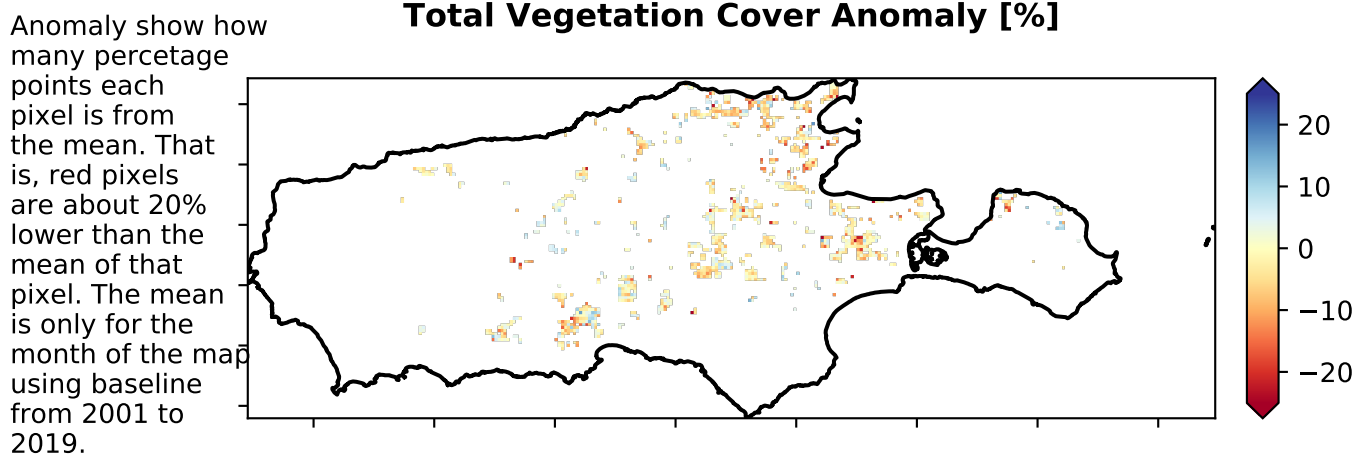 Total Vegetation Cover Anomaly [%]
Anomaly show how
many percetage
points each
pixel is from
the mean. That
is, red pixels
are about 20%
lower than the
mean of that
pixel. The mean
is only for the
month of the map
using baseline
from 2001 to
2019.
20
10
0
−10
−20